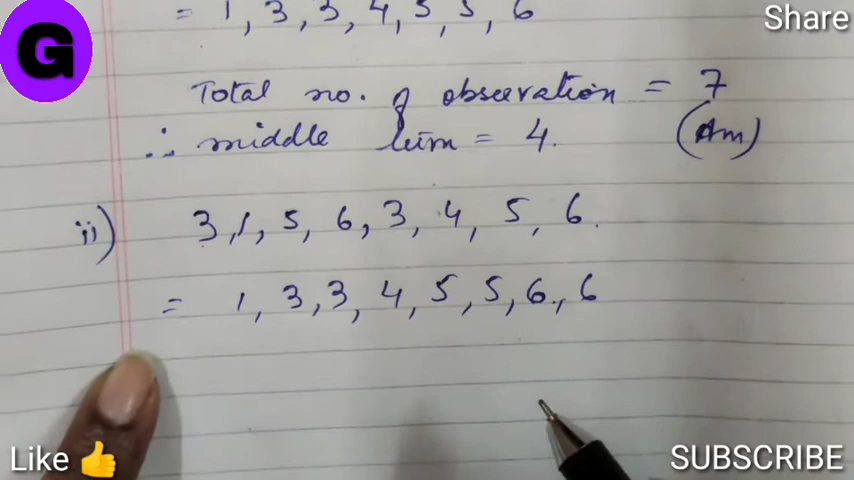 = 1, 3, 3, 4, 5, 5, 6
Share
G
Total no. of observation = 7
∴ middle term = 4. (Am)
ii) 3, 1, 5, 6, 3, 4, 5, 6.
= 1, 3, 3, 4, 5, 5, 6, 6
Like 👍
SUBSCRIBE